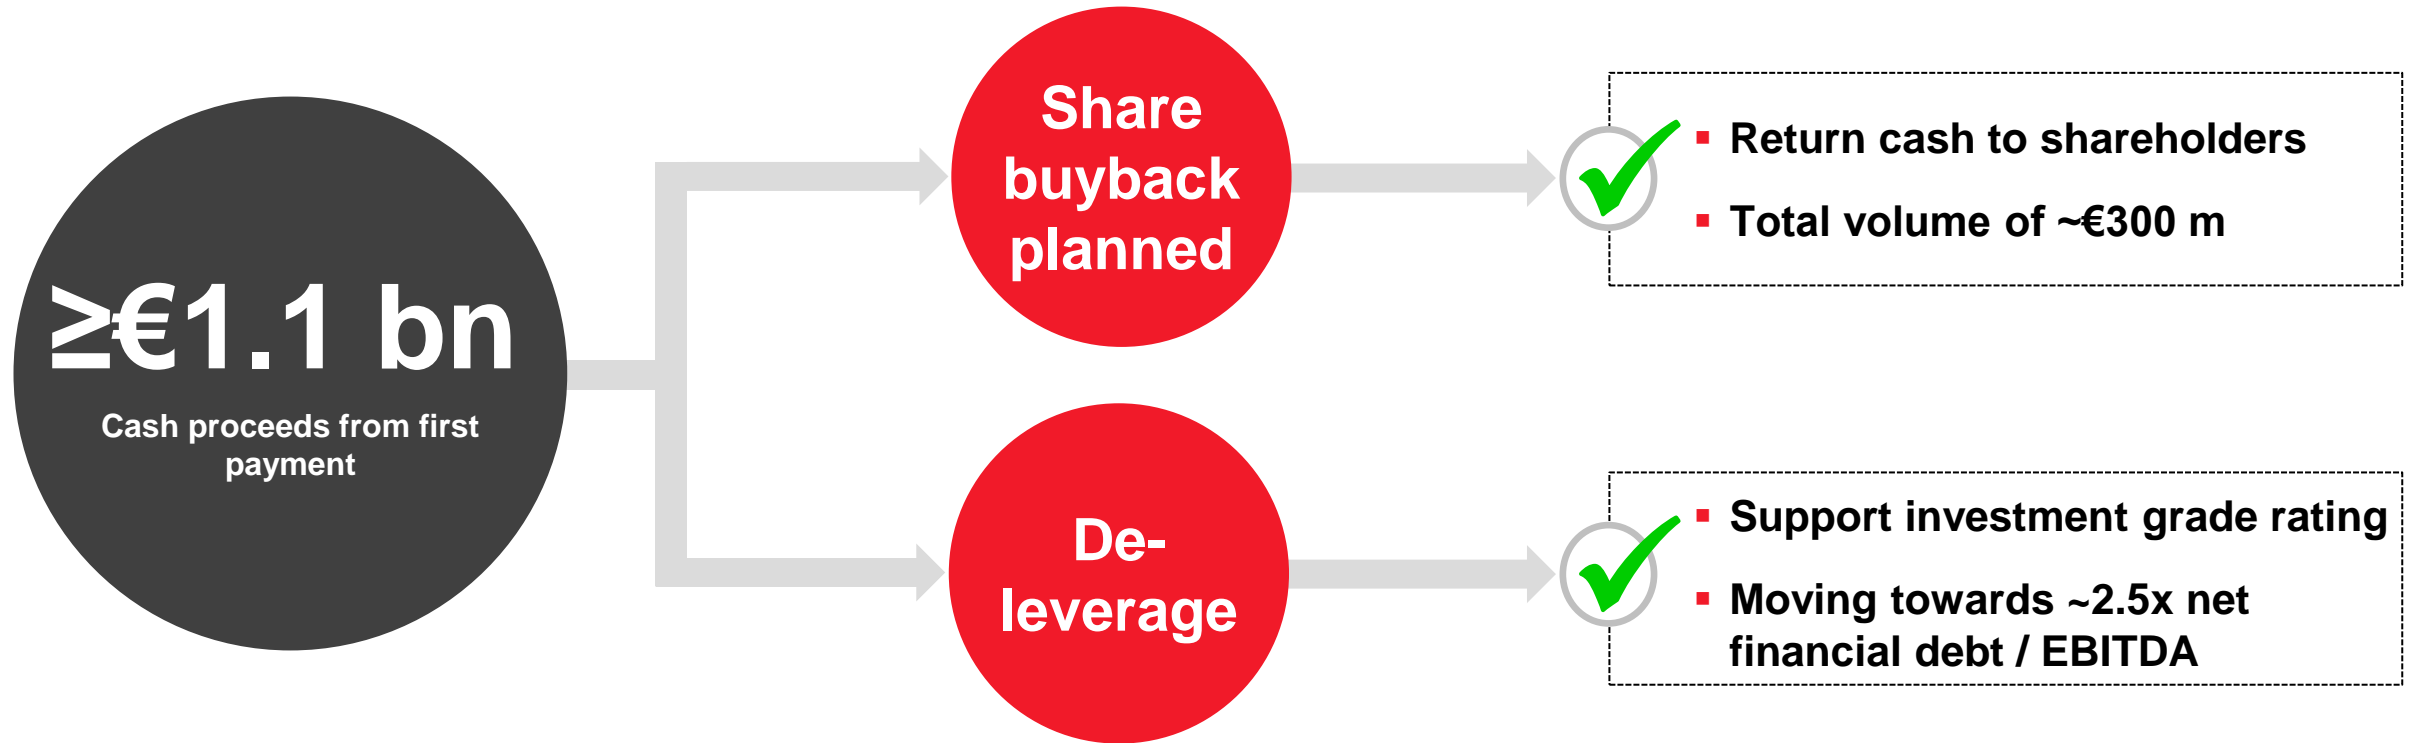 ≥€1.1 bn
Cash proceeds from first
payment
Share
buyback
planned
▪ Return cash to shareholders
▪ Total volume of ~€300 m
De-
leverage
▪ Support investment grade rating
▪ Moving towards ~2.5x net
financial debt / EBITDA